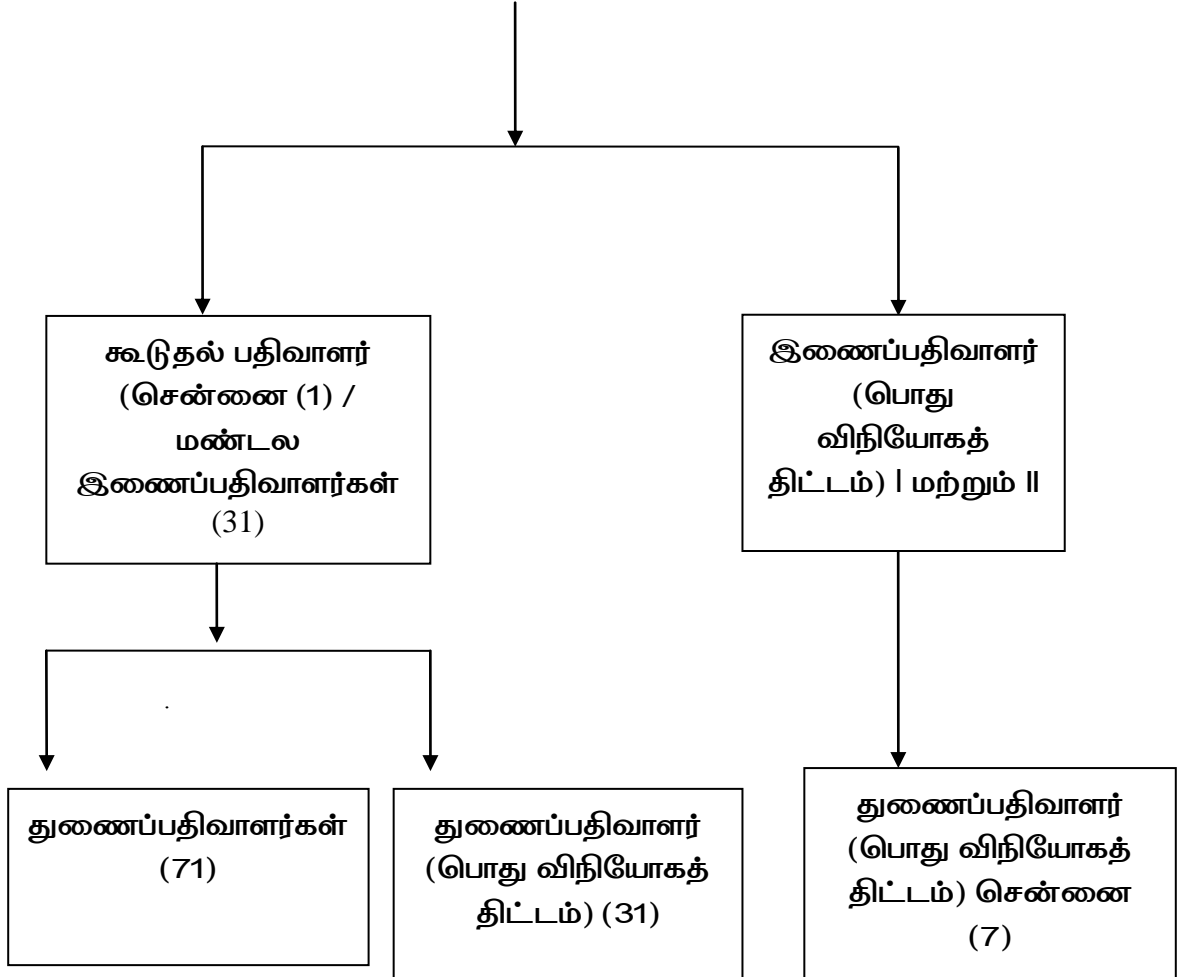 கூடுதல் பதிவாளர்
(சென்னை (1) /
மண்டல
இணைப்பதிவாளர்கள்
(31)
இணைப்பதிவாளர்
(பொது
விநியோகத்
திட்டம்) I மற்றும் II
துணைப்பதிவாளர்கள்
(71)
துணைப்பதிவாளர்
(பொது விநியோகத்
திட்டம்) (31)
துணைப்பதிவாளர்
(பொது விநியோகத்
திட்டம்) சென்னை
(7)